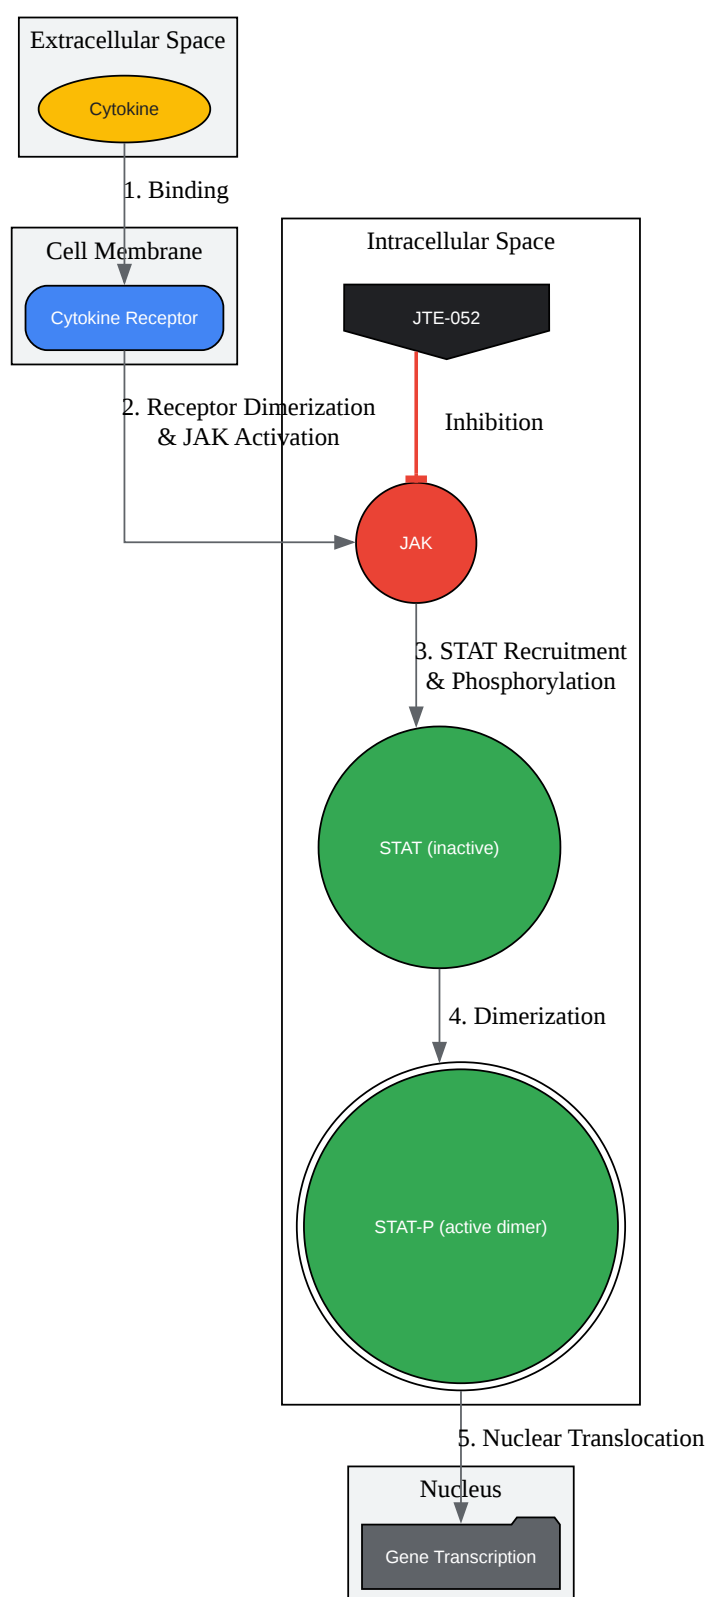 Extracellular Space
Cytokine
1. Binding
Cell Membrane
Cytokine Receptor
Intracellular Space
JTE-052
2. Receptor Dimerization
& JAK Activation
Inhibition
JAK
3. STAT Recruitment
& Phosphorylation
STAT (inactive)
4. Dimerization
STAT-P (active dimer)
5. Nuclear Translocation
Nucleus
Gene Transcription